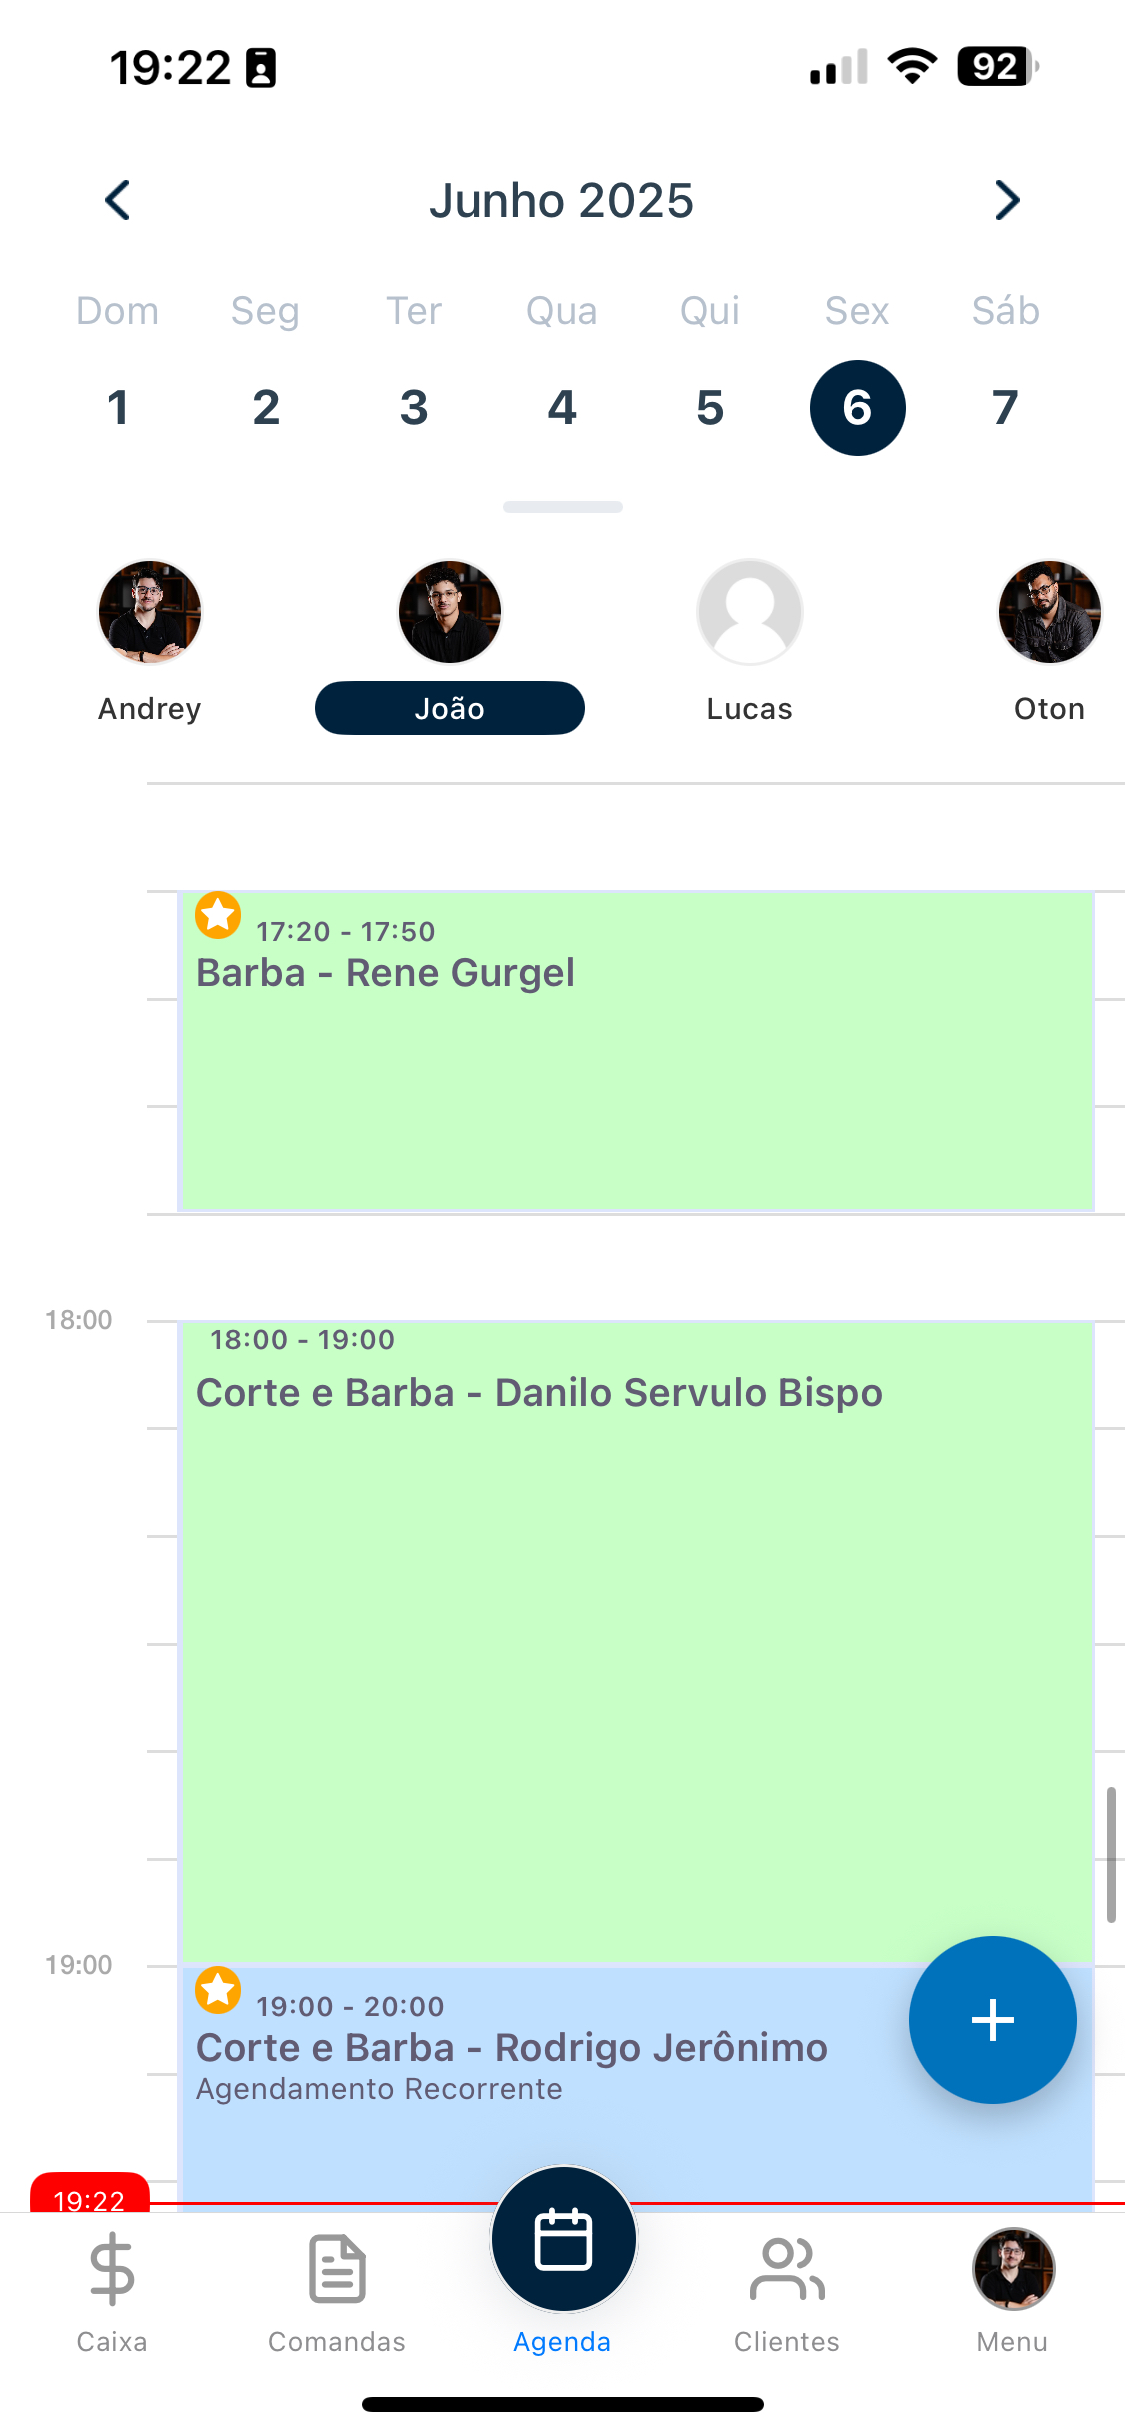 19:22
92
Junho 2025
Dom Seg Ter Qua Qui Sex Sáb
1 2 3 4 5 6 7
Andrey João Lucas Oton
17:20 - 17:50
Barba - Rene Gurgel
18:00
18:00 - 19:00
Corte e Barba - Danilo Servulo Bispo
19:00
19:00 - 20:00
Corte e Barba - Rodrigo Jerônimo
Agendamento Recorrente
19:22
Caixa Comandas Agenda Clientes Menu